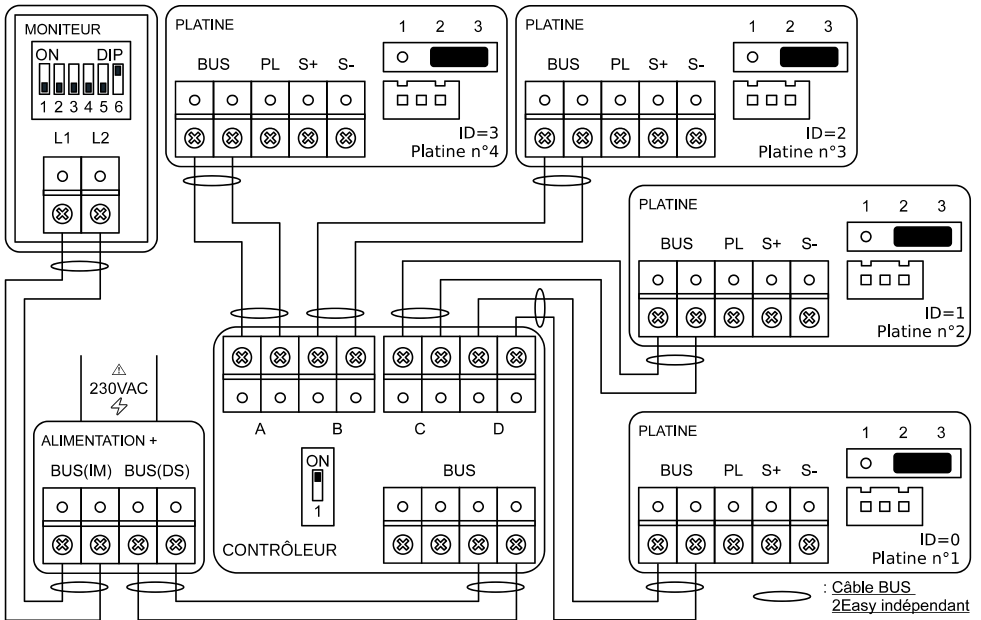 MONITEUR
ON DIP
1 2 3 4 5 6
L1 L2
PLATINE
1 2 3
BUS PL S+ S-
ID=3
Platine n°4
PLATINE
1 2 3
BUS PL S+ S-
ID=2
Platine n°3
PLATINE
1 2 3
BUS PL S+ S-
ID=1
Platine n°2
230VAC
ALIMENTATION +
BUS(IM) BUS(DS)
A B C D
ON
1
BUS
CONTRÔLEUR
PLATINE
1 2 3
BUS PL S+ S-
ID=0
Platine n°1
: Câble BUS
2Easy indépendant